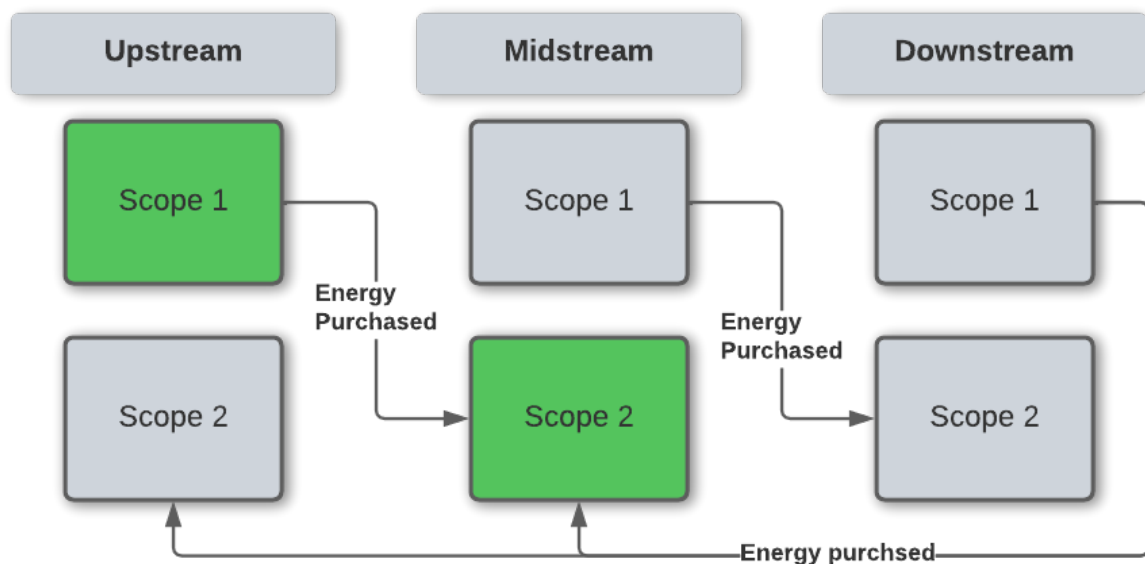 Upstream
Midstream
Downstream
Scope 1
Scope 1
Scope 1
Energy
Purchased
Energy
Purchased
Scope 2
Scope 2
Scope 2
Energy purchsed